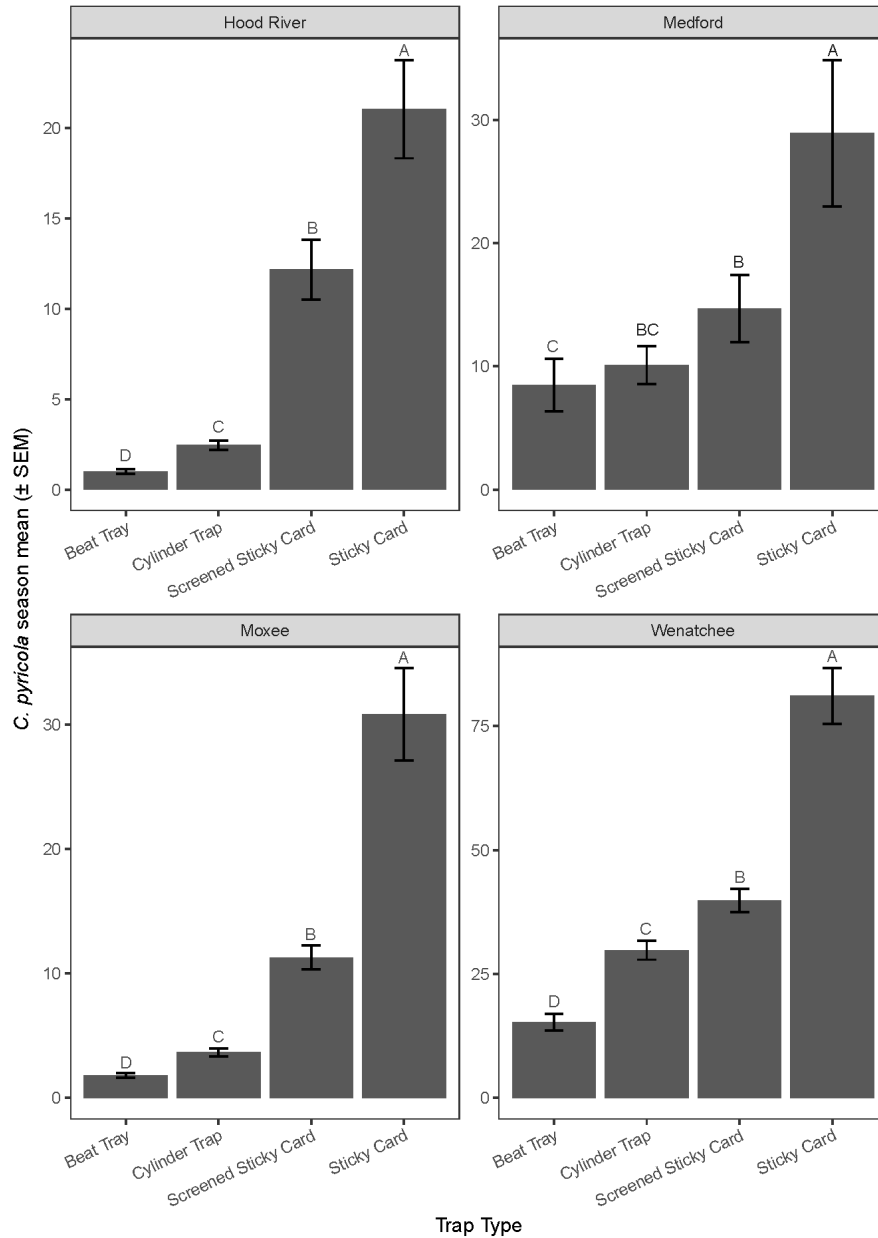 Hood River
Medford
C. pyricola season mean (± SEM)
20
15
10
5
0
D
C
B
A
Beat Tray
Cylinder Trap
Screened Sticky Card
Sticky Card
30
20
10
0
C
BC
B
A
Beat Tray
Cylinder Trap
Screened Sticky Card
Sticky Card
Moxee
Wenatchee
30
20
10
0
D
C
B
A
Beat Tray
Cylinder Trap
Screened Sticky Card
Sticky Card
75
50
25
0
D
C
B
A
Beat Tray
Cylinder Trap
Screened Sticky Card
Sticky Card
Trap Type